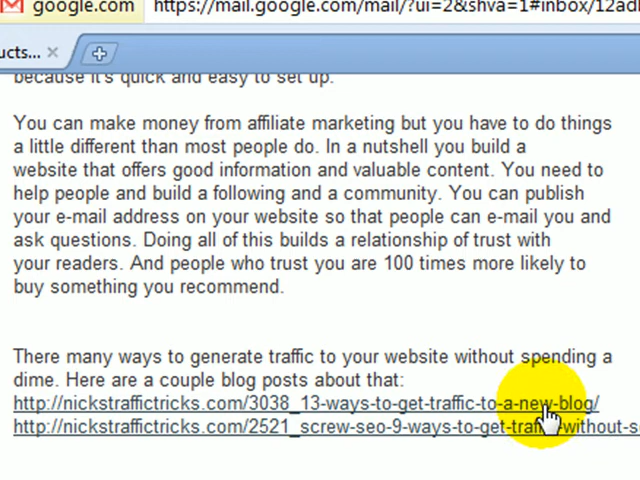 google.com https://mail.google.com/mail/?ui=2&shva=1#inbox/12ad
ucts...
because it's quick and easy to set up.
You can make money from affiliate marketing but you have to do things
a little different than most people do. In a nutshell you build a
website that offers good information and valuable content. You need to
help people and build a following and a community. You can publish
your e-mail address on your website so that people can e-mail you and
ask questions. Doing all of this builds a relationship of trust with
your readers. And people who trust you are 100 times more likely to
buy something you recommend.
There many ways to generate traffic to your website without spending a
dime. Here are a couple blog posts about that:
http://nickstraffictricks.com/3038_13-ways-to-get-traffic-to-a-new-blog/
http://nickstraffictricks.com/2521_screw-seo-9-ways-to-get-traffic-without-s